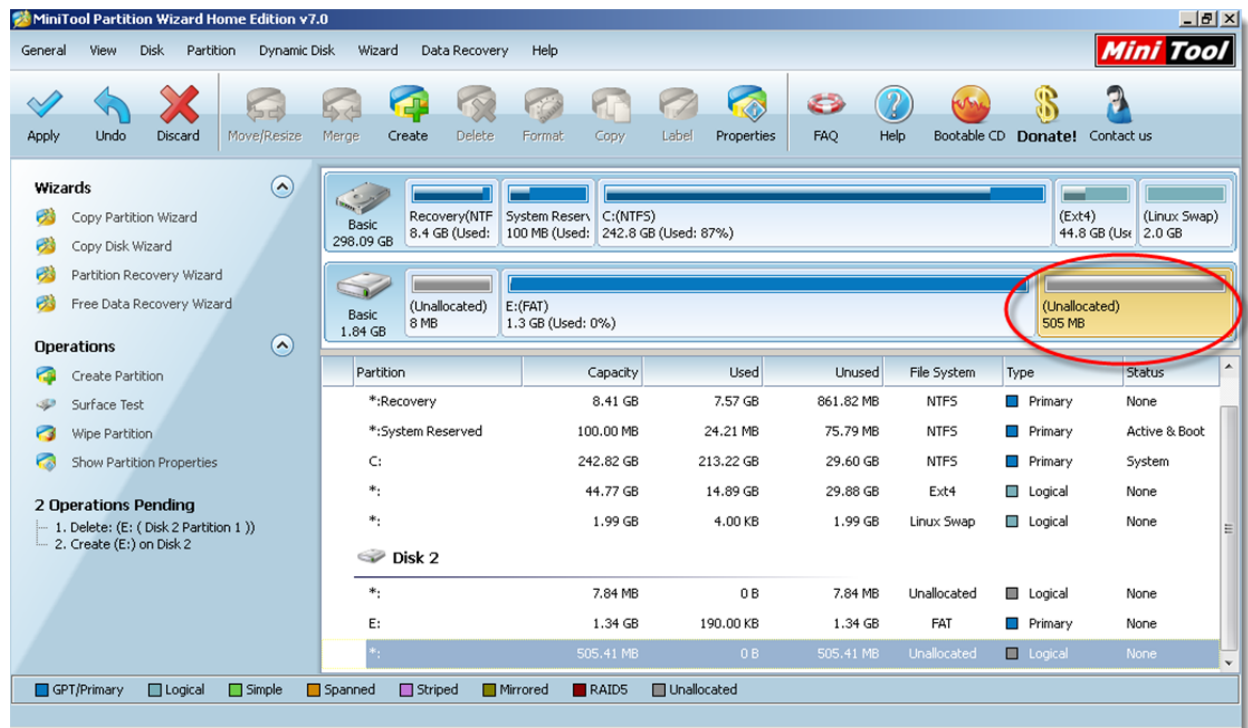 MiniTool Partition Wizard Home Edition v7.0
General View Disk Partition Dynamic Disk Wizard Data Recovery Help
Mini Tool
Apply Undo Discard Move/Resize Merge Create Delete Format Copy Label Properties FAQ Help Bootable CD Donate! Contact us
Wizards
Copy Partition Wizard
Copy Disk Wizard
Partition Recovery Wizard
Free Data Recovery Wizard
Operations
Create Partition
Surface Test
Wipe Partition
Show Partition Properties
2 Operations Pending
1. Delete: (E: ( Disk 2 Partition 1 ))
2. Create (E:) on Disk 2
Basic
298.09 GB
Recovery(NTF
8.4 GB (Used:
System Reserv
100 MB (Used:
C:(NTFS)
242.8 GB (Used: 87%)
(Ext4)
44.8 GB (Use
(Linux Swap)
2.0 GB
Basic
1.84 GB
(Unallocated)
8 MB
E:(FAT)
1.3 GB (Used: 0%)
(Unallocated)
505 MB
Partition Capacity Used Unused File System Type Status
*:Recovery 8.41 GB 7.57 GB 861.82 MB NTFS Primary None
*:System Reserved 100.00 MB 24.21 MB 75.79 MB NTFS Primary Active & Boot
C: 242.82 GB 213.22 GB 29.60 GB NTFS Primary System
*: 44.77 GB 14.89 GB 29.88 GB Ext4 Logical None
*: 1.99 GB 4.00 KB 1.99 GB Linux Swap Logical None
Disk 2
*: 7.84 MB 0 B 7.84 MB Unallocated Logical None
E: 1.34 GB 190.00 KB 1.34 GB FAT Primary None
*: 505.41 MB 0 B 505.41 MB Unallocated Logical None
GPT/Primary Logical Simple Spanned Striped Mirrored RAID5 Unallocated